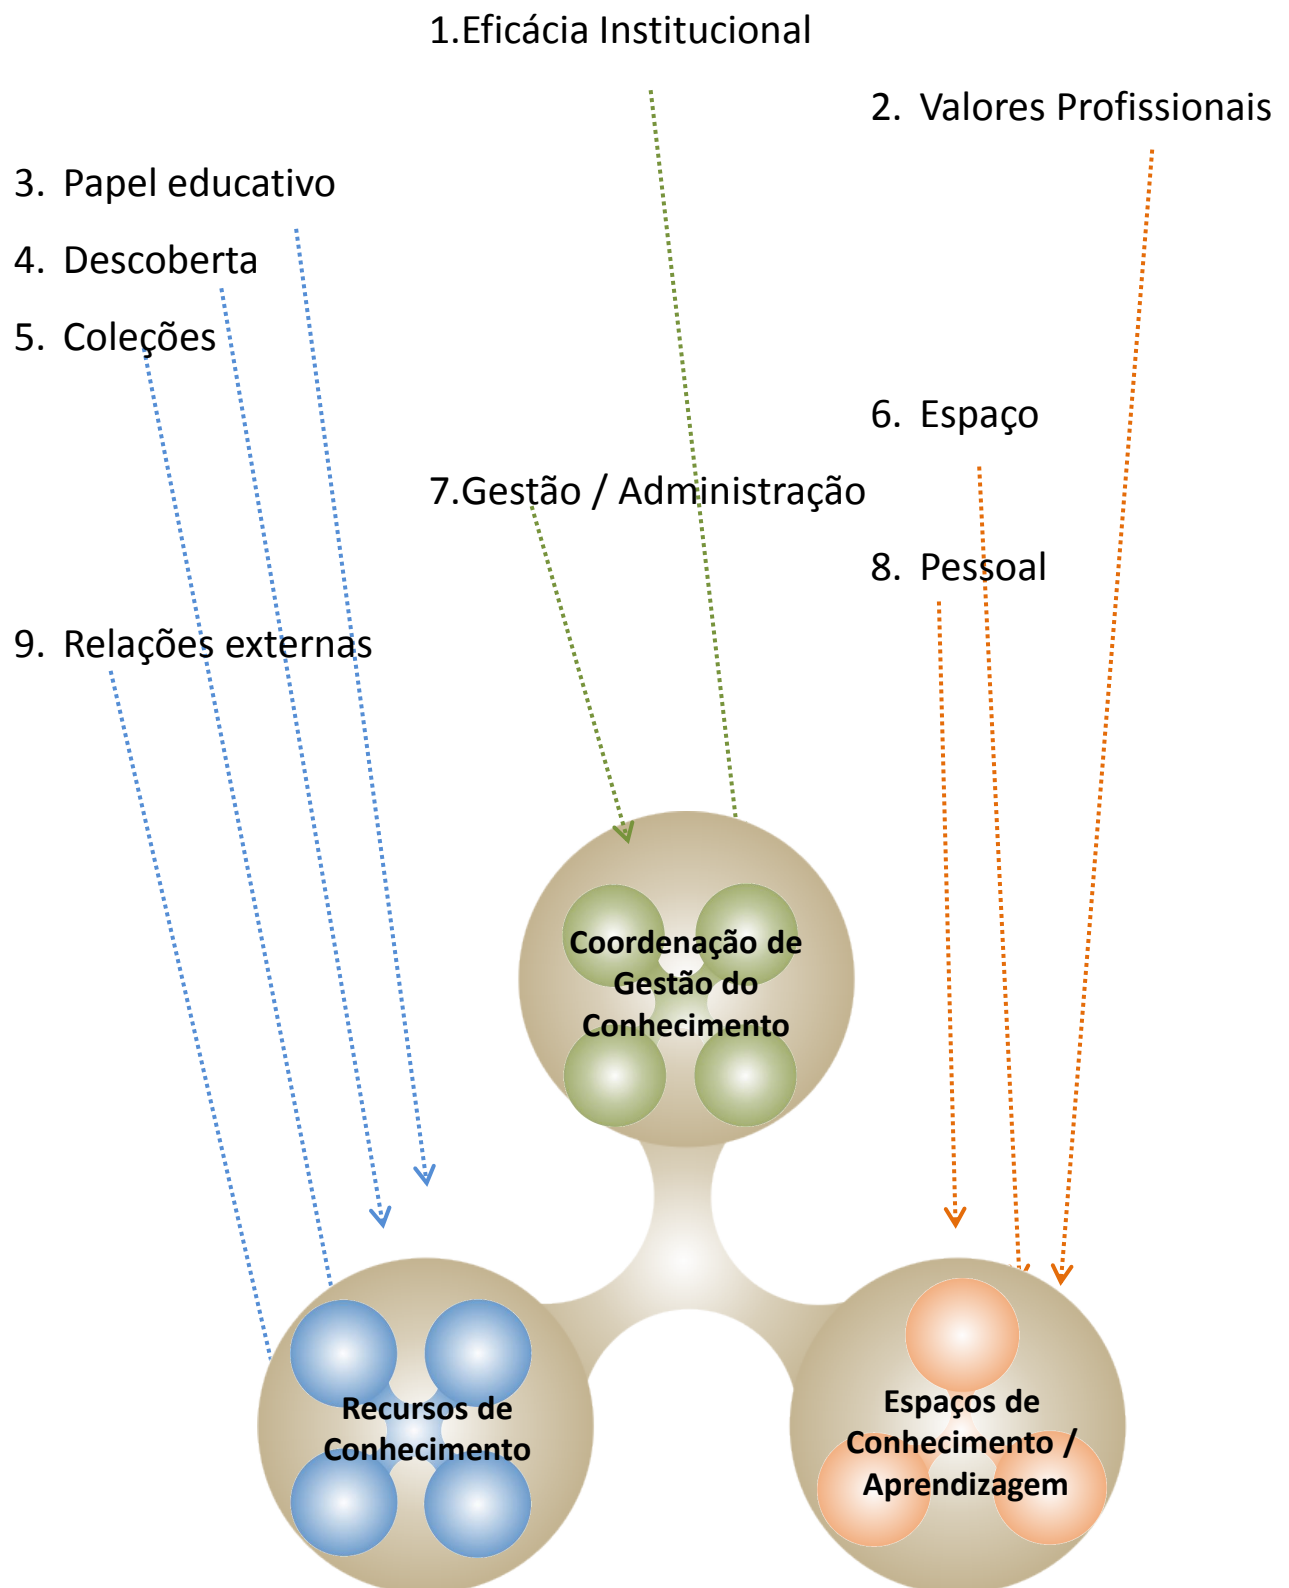 1.Eficácia Institucional
2. Valores Profissionais
3. Papel educativo
4. Descoberta
5. Coleções
6. Espaço
7.Gestão / Administração
8. Pessoal
9. Relações externas
Coordenação de
Gestão do
Conhecimento
Recursos de
Conhecimento
Espaços de
Conhecimento /
Aprendizagem